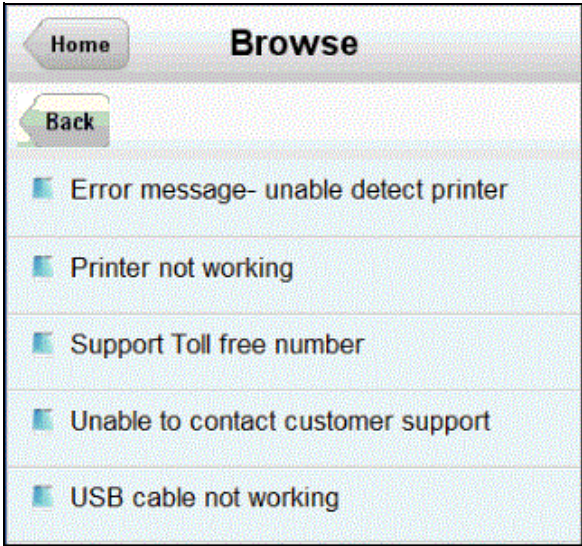 Home
Browse
Back
Error message- unable detect printer
Printer not working
Support Toll free number
Unable to contact customer support
USB cable not working